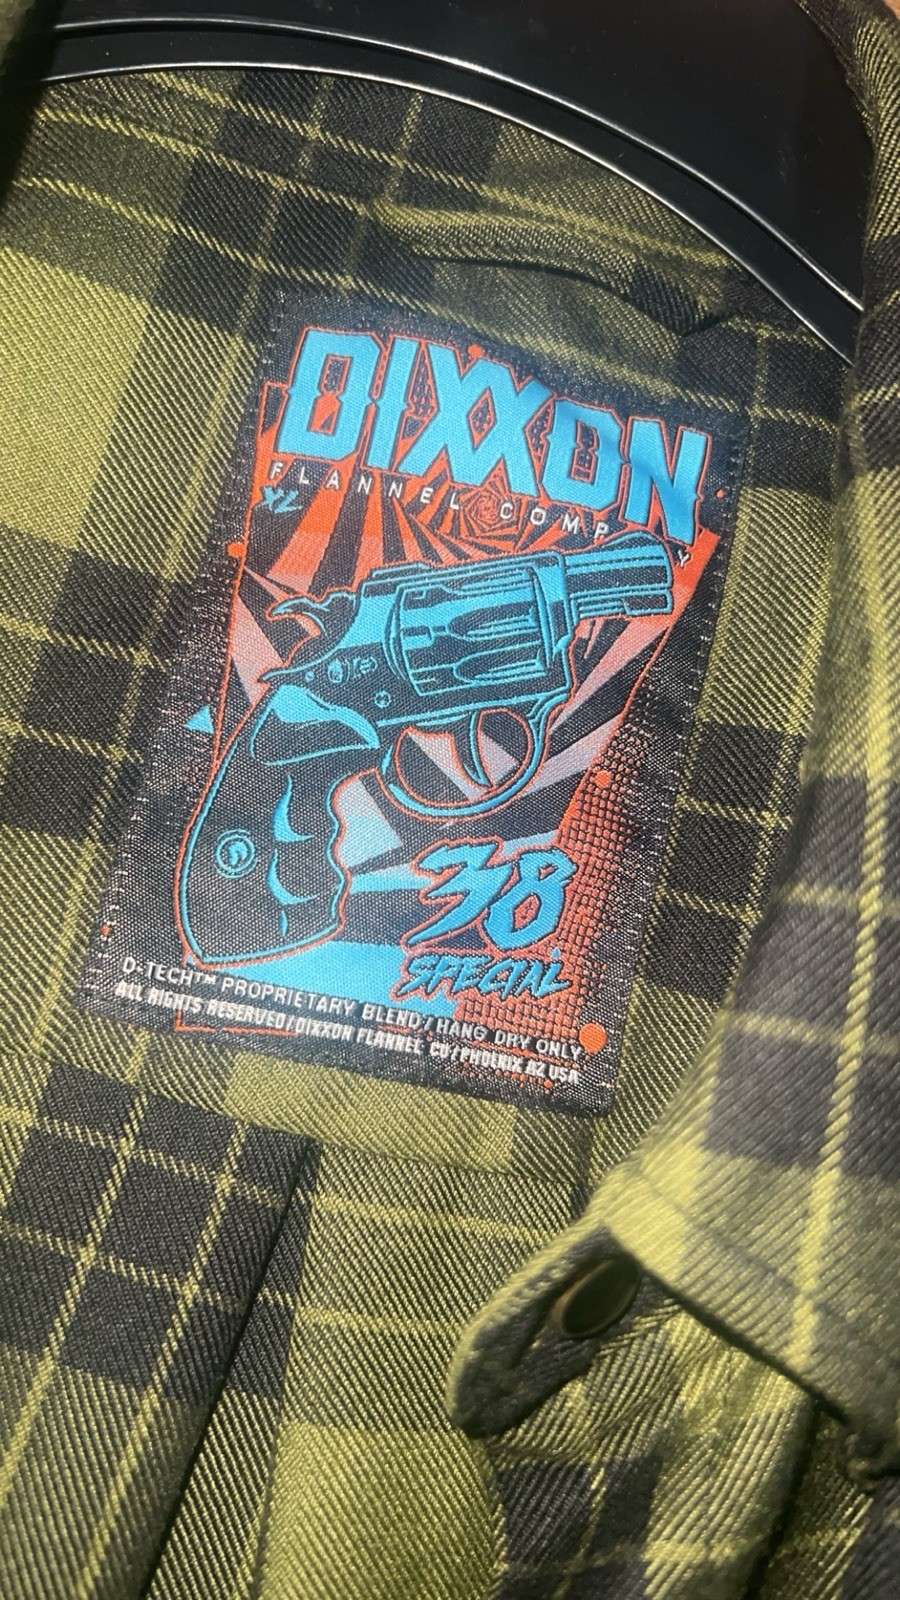 DIXXON
FLANNEL COMP Y
XL
38
SPECIAL
D-TECH™ PROPRIETARY BLEND / HANG DRY ONLY
ALL RIGHTS RESERVED / DIXXON FLANNEL CO / PHOENIX AZ USA